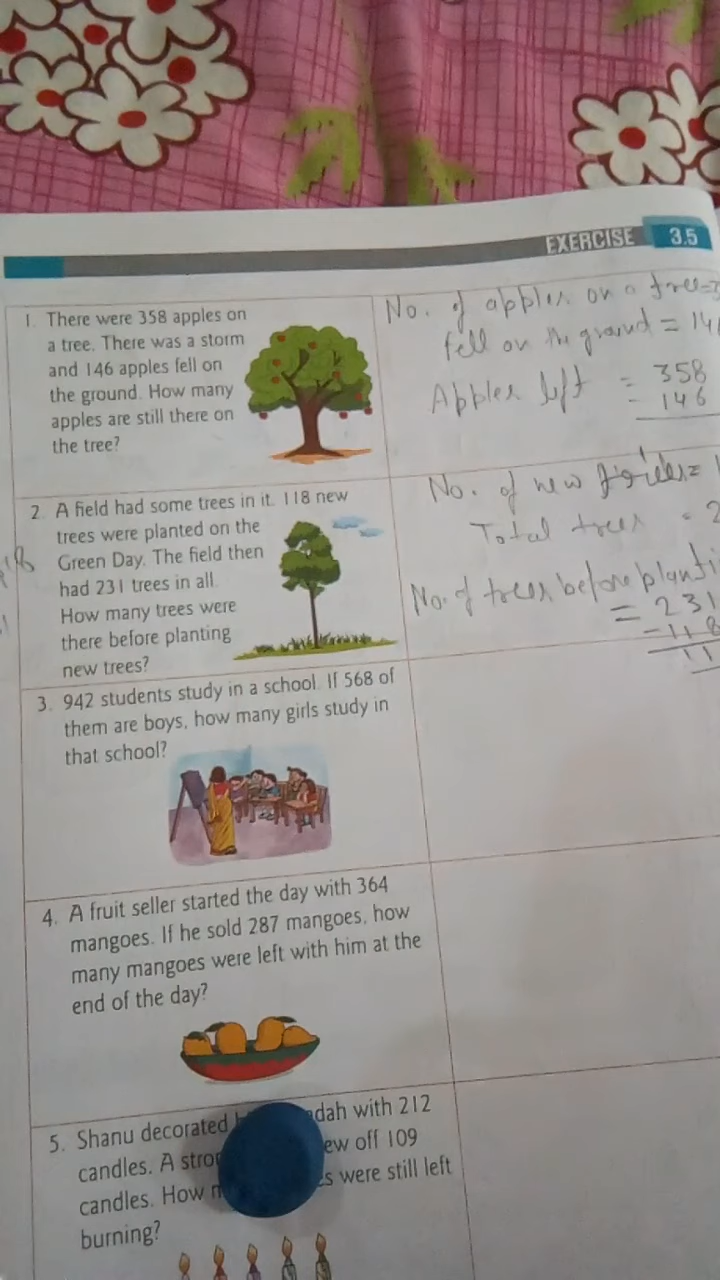 EXERCISE 3.5
1. There were 358 apples on
a tree. There was a storm
and 146 apples fell on
the ground. How many
apples are still there on
the tree?
No. of apples on a tree =
fell on the ground = 14
Apples left = 358
- 146
2. A field had some trees in it. 118 new
trees were planted on the
Green Day. The field then
had 231 trees in all.
How many trees were
there before planting
new trees?
No. of new trees =
Total trees = 2
No. of trees before planti
= 231
- 118
11
3. 942 students study in a school. If 568 of
them are boys, how many girls study in
that school?
4. A fruit seller started the day with 364
mangoes. If he sold 287 mangoes, how
many mangoes were left with him at the
end of the day?
5. Shanu decorated dah with 212
candles. A stro ew off 109
candles. How s were still left
burning?